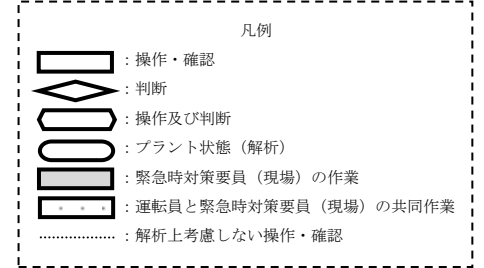 凡例
：操作・確認
：判断
：操作及び判断
：プラント状態（解析）
：緊急時対策要員（現場）の作業
：運転員と緊急時対策要員（現場）の共同作業
：解析上考慮しない操作・確認